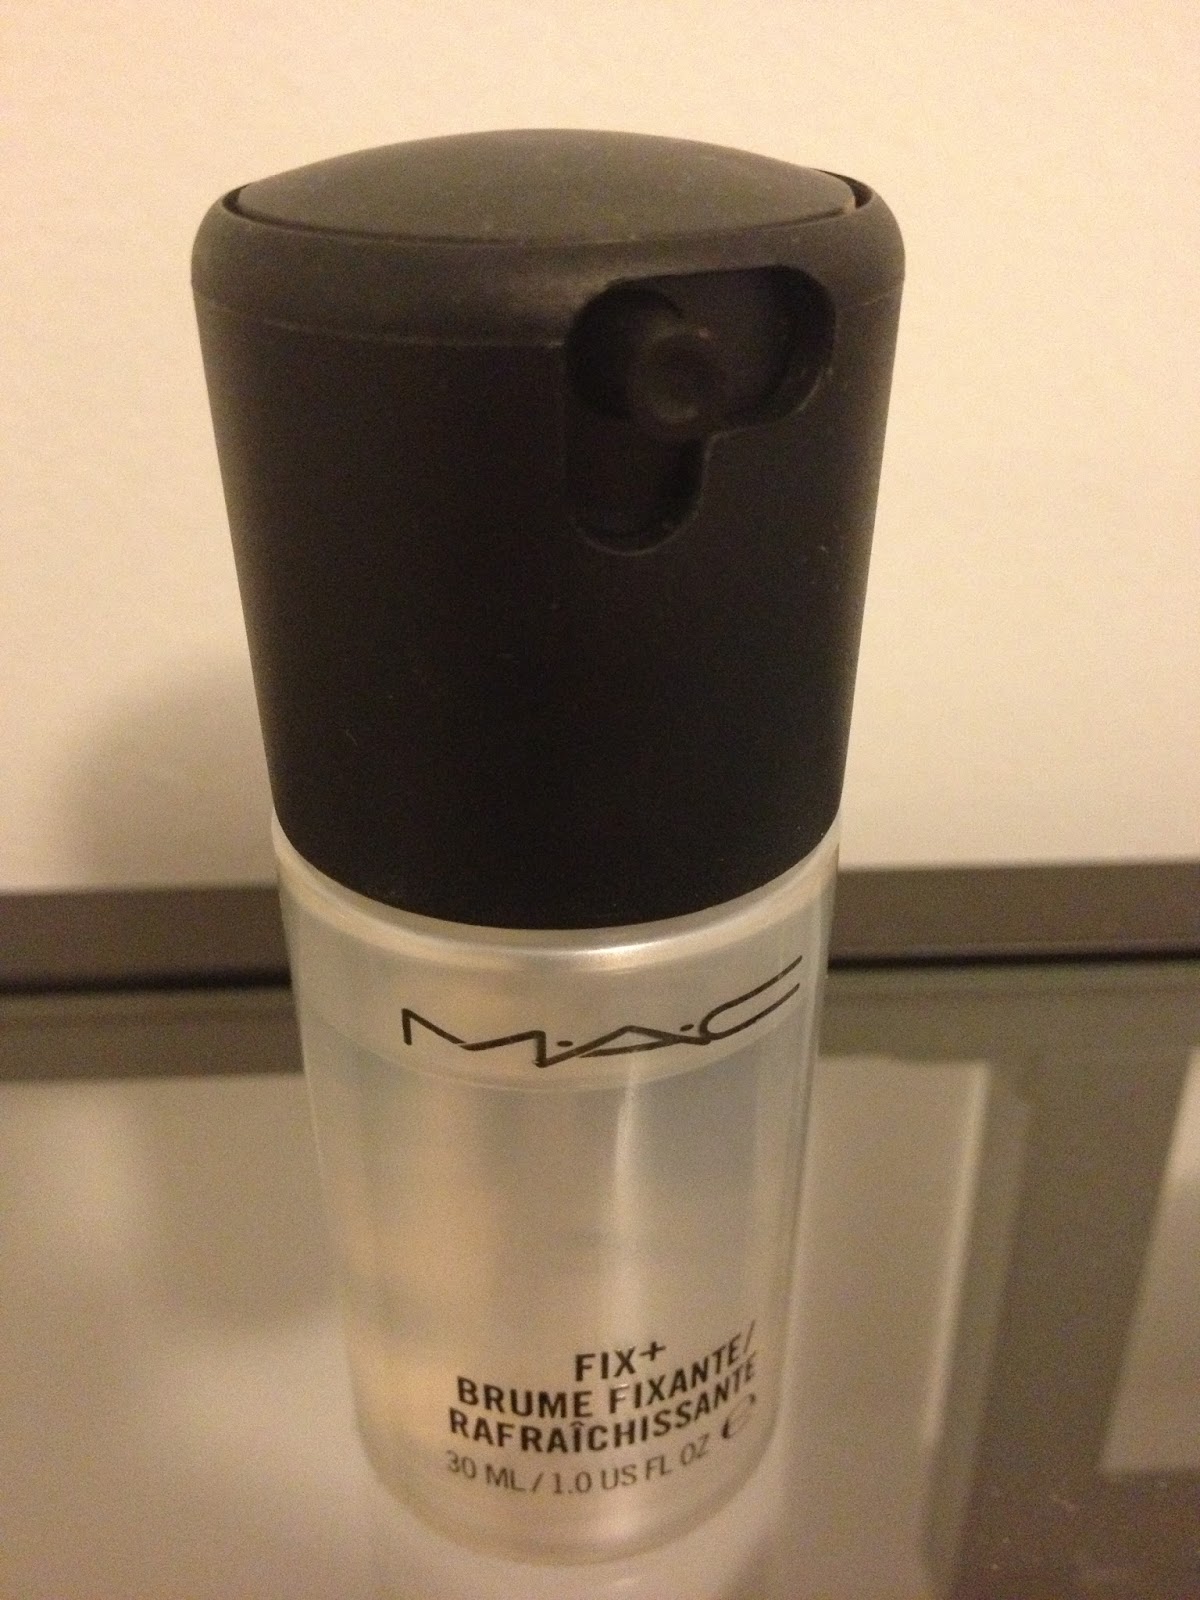 M·A·C
FIX+
BRUME FIXANTE/
RAFRAÎCHISSANTE
30 ML / 1.0 US FL OZ ℮